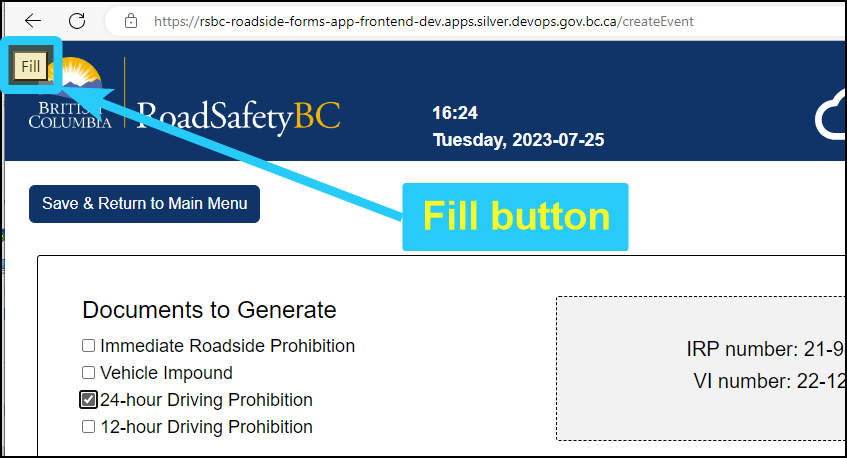 https://rsbc-roadside-forms-app-frontend-dev.apps.silver.devops.gov.bc.ca/createEvent
Fill
BRITISH
COLUMBIA
RoadSafetyBC
16:24
Tuesday, 2023-07-25
Save & Return to Main Menu
Fill button
Documents to Generate
Immediate Roadside Prohibition
Vehicle Impound
24-hour Driving Prohibition
12-hour Driving Prohibition
IRP number: 21-9
VI number: 22-12